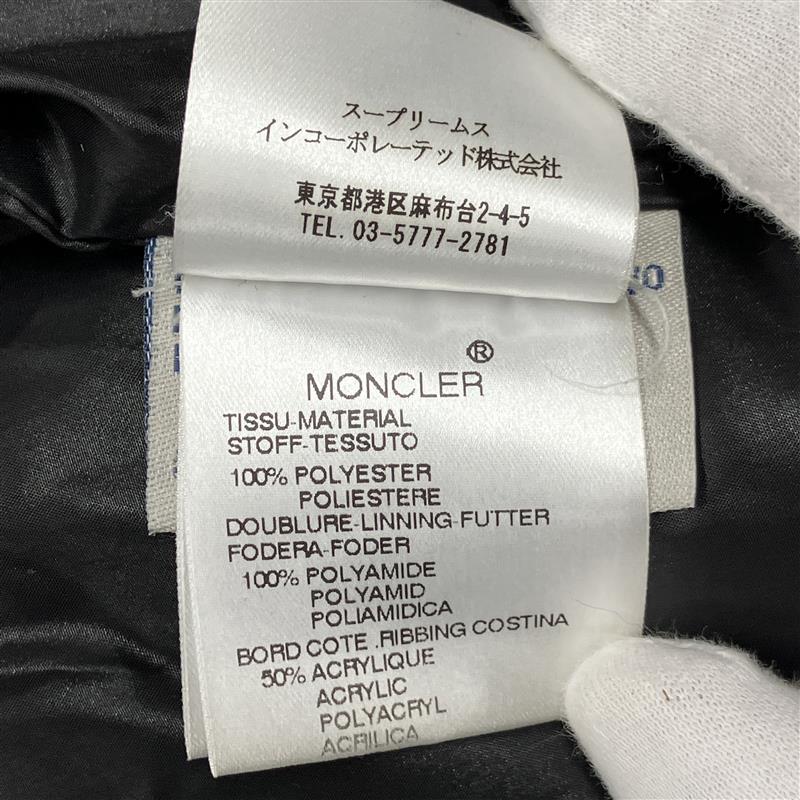 スープリームス
インコーポレーテッド株式会社
東京都港区麻布台2-4-5
TEL. 03-5777-2781
MONCLER ®
TISSU-MATERIAL
STOFF-TESSUTO
100% POLYESTER
POLIESTERE
DOUBLURE-LINNING-FUTTER
FODERA-FODER
100% POLYAMIDE
POLYAMID
POLIAMIDICA
BORD COTE .RIBBING COSTINA
50% ACRYLIQUE
ACRYLIC
POLYACRYL
ACRILICA